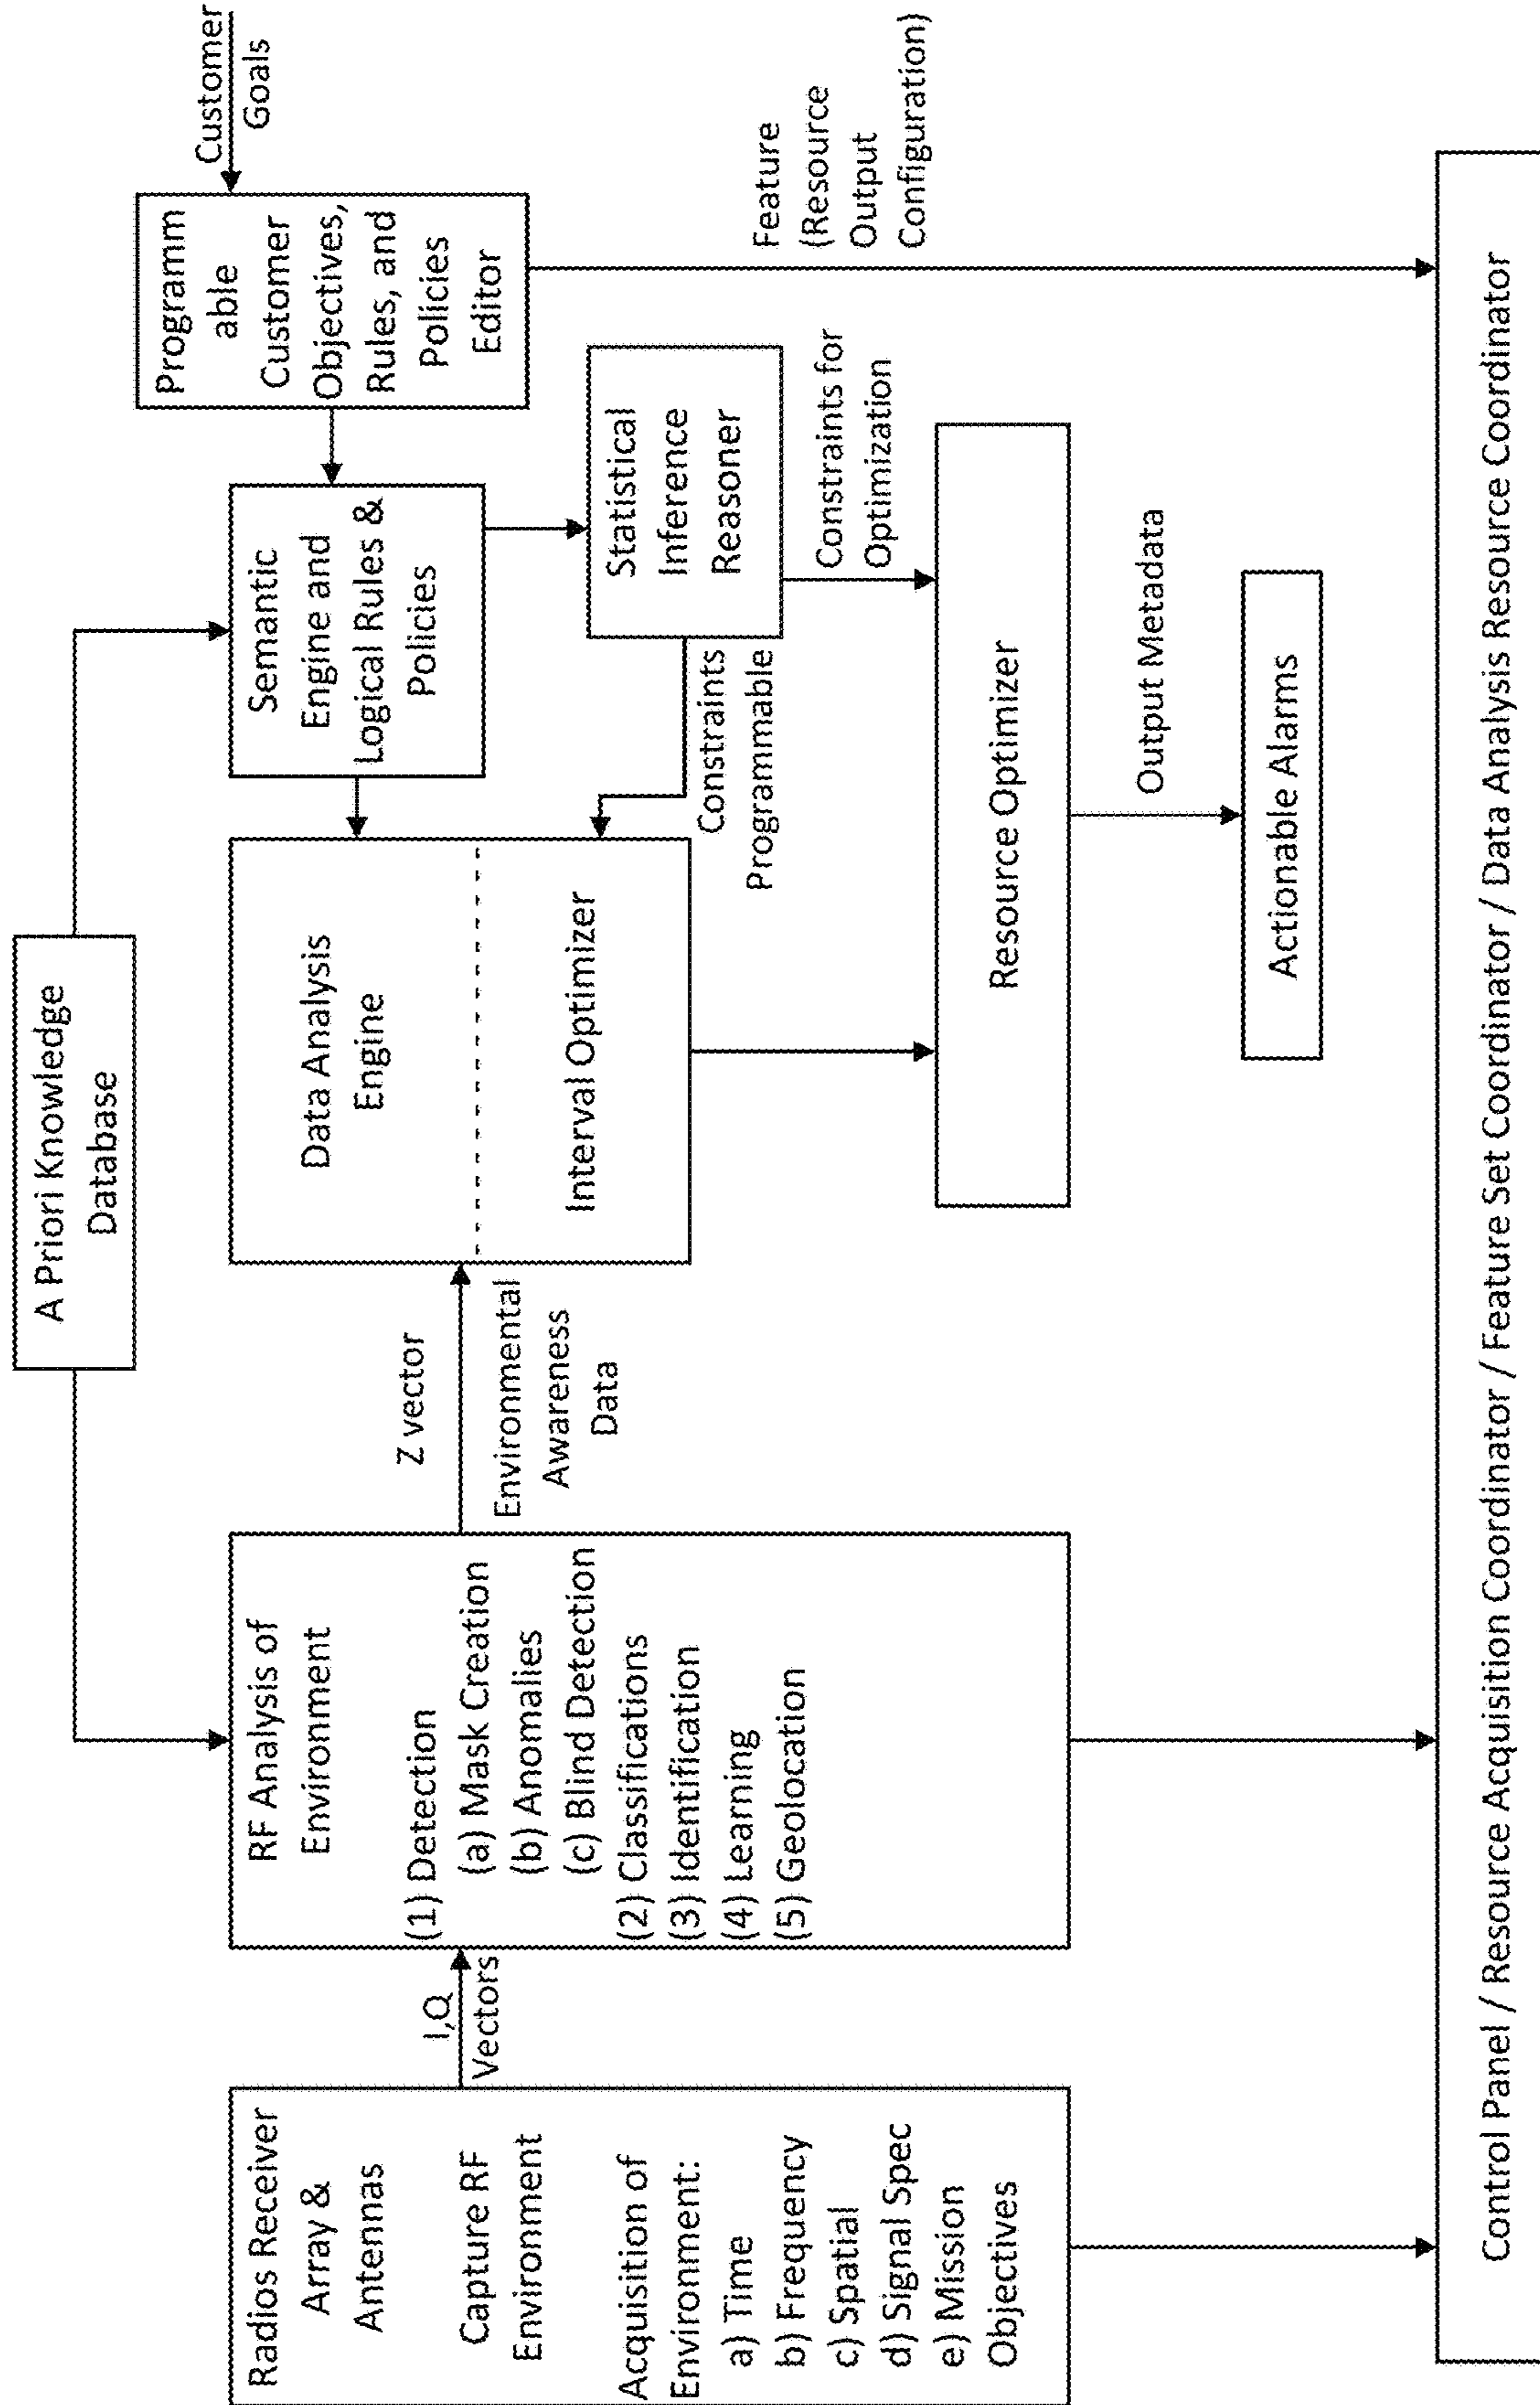 A Priori Knowledge
Database
Radios Receiver
Array &
Antennas
Capture RF
Environment
Acquisition of
Environment:
a) Time
b) Frequency
c) Spatial
d) Signal Spec
e) Mission
Objectives
I,Q
Vectors
RF Analysis of
Environment
(1) Detection
(a) Mask Creation
(b) Anomalies
(c) Blind Detection
(2) Classifications
(3) Identification
(4) Learning
(5) Geolocation
Z vector
Environmental
Awareness
Data
Data Analysis
Engine
Interval Optimizer
Semantic
Engine and
Logical Rules &
Policies
Programm
able
Customer
Objectives,
Rules, and
Policies
Editor
Customer
Goals
Statistical
Inference
Reasoner
Constraints
Programmable
Constraints for
Optimization
Feature
(Resource
Output
Configuration)
Resource Optimizer
Output Metadata
Actionable Alarms
Control Panel / Resource Acquisition Coordinator / Feature Set Coordinator / Data Analysis Resource Coordinator